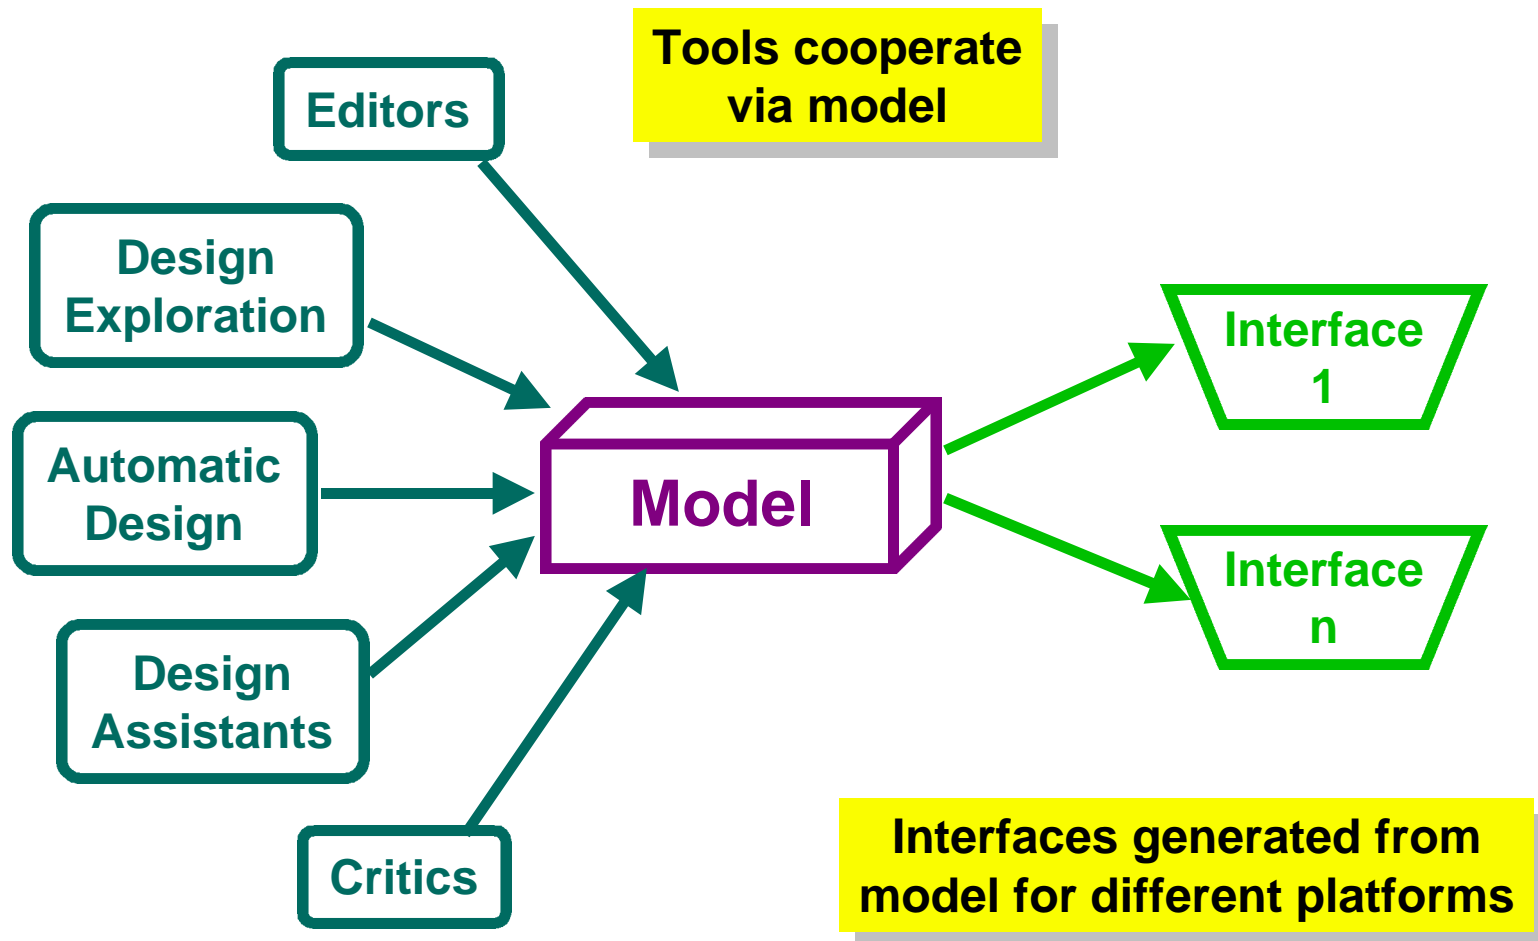 Tools cooperate
via model
Editors
Design
Exploration
Automatic
Design
Design
Assistants
Critics
Model
Interface
1
Interface
n
Interfaces generated from
model for different platforms